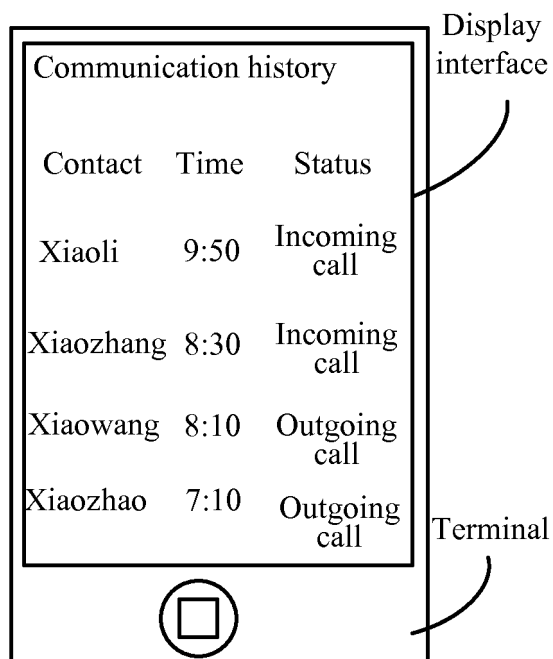 Display
interface
Communication history
Contact Time Status
Xiaoli 9:50 Incoming
call
Xiaozhang 8:30 Incoming
call
Xiaowang 8:10 Outgoing
call
Xiaozhao 7:10 Outgoing
call
Terminal